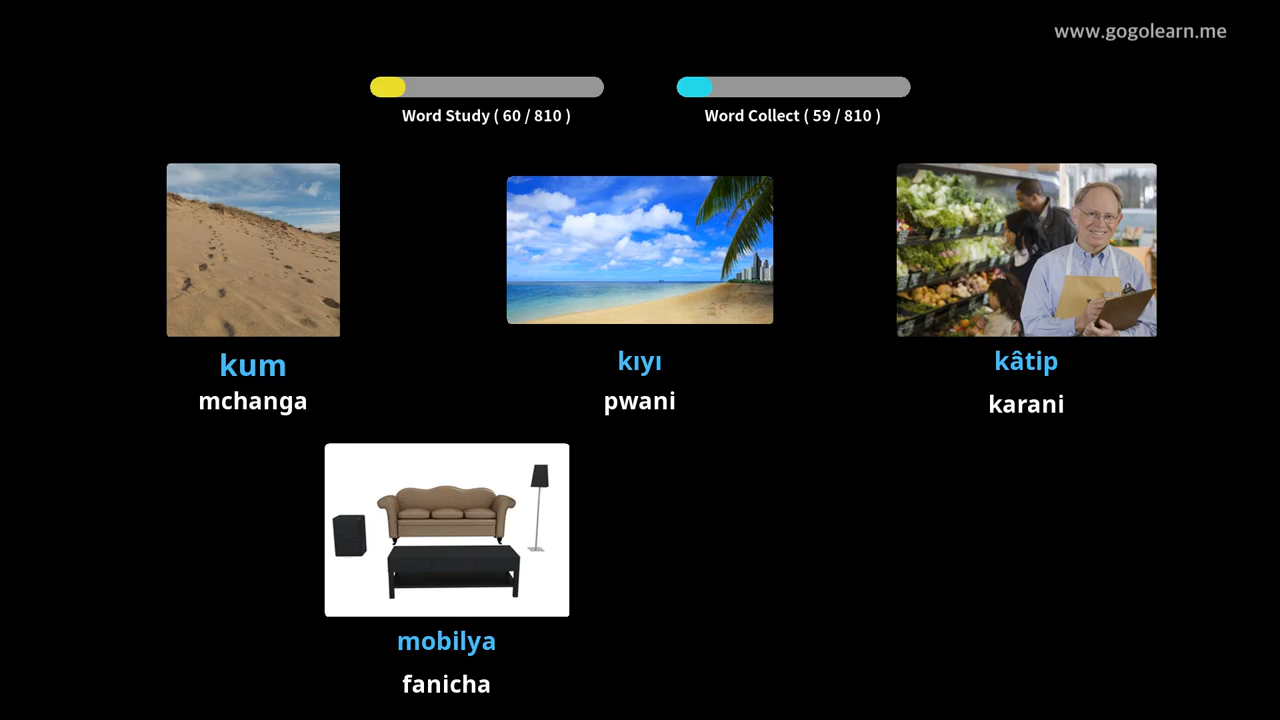 www.gogolearn.me
Word Study ( 60 / 810 )
Word Collect ( 59 / 810 )
kum
mchanga
kıyı
pwani
kâtip
karani
mobilya
fanicha